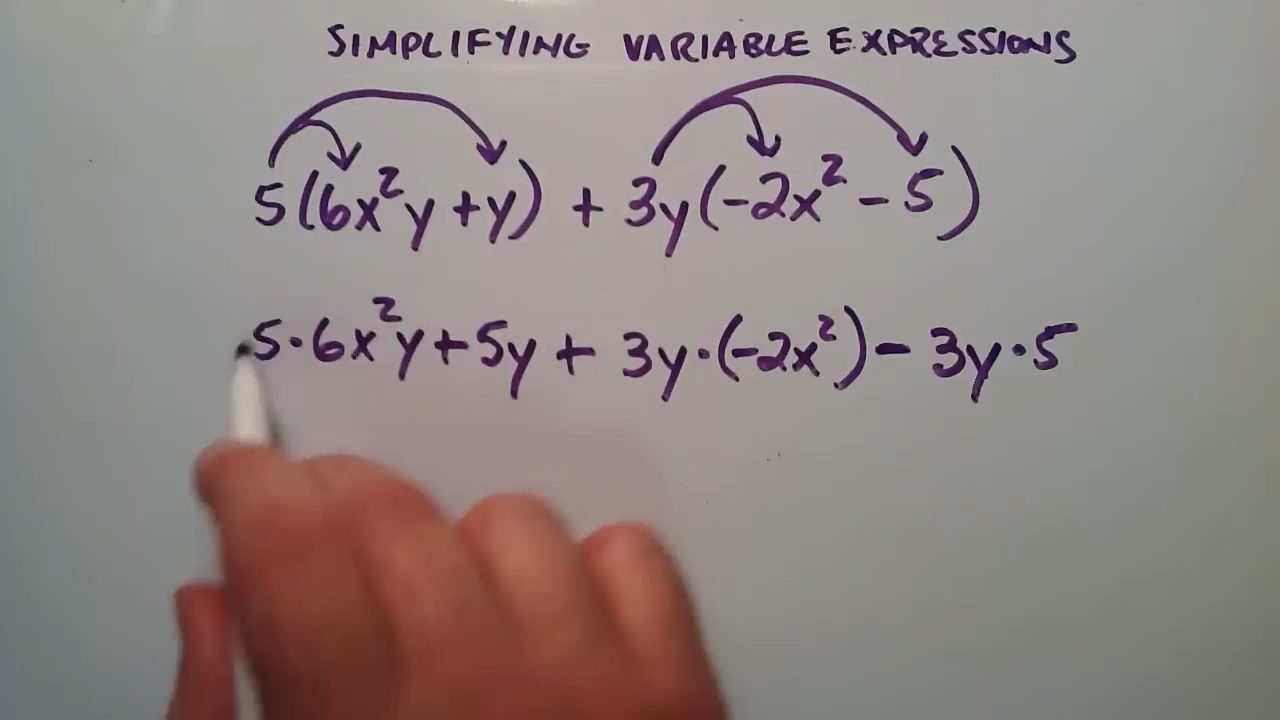 SIMPLIFYING VARIABLE EXPRESSIONS
5(6x²y+y) + 3y(-2x² - 5)
5·6x²y+5y + 3y·(-2x²) - 3y·5